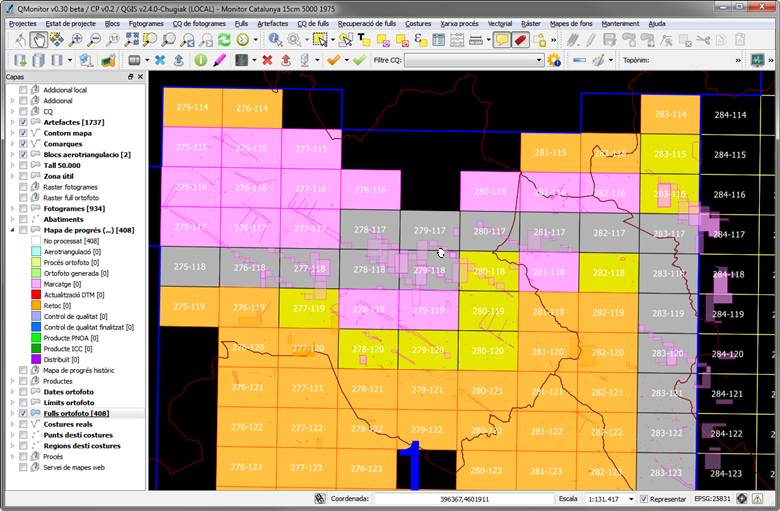 QMonitor v0.30 beta / CP v0.2 / QGIS v2.4.0-Chugiak (LOCAL) - Monitor Catalunya 15cm 5000 1975
Projectes Estat de projecte Blocs Fotogrames CQ de fotogrames Fulls CQ de fulls Recuperació de fulls Costures Xarxa procés Vectorial Ràster Mapes de fons Manteniment Ajuda
Filtre CQ: Topònim:
Capas
Addicional local
Addicional
CQ
Artefactes [1737]
Contorn mapa
Comarques
Blocs aerotriangulacio [2]
Tall 50.000
Zona útil
Raster fotogrames
Raster full ortofoto
Fotogrames [934]
Abatiments
Mapa de progrés (...) [408]
No processat [408]
Aerotriangulació [0]
Procés ortofoto [0]
Ortofoto generada [0]
Marcatge [0]
Actualització DTM [0]
Retoc [0]
Control de qualitat [0]
Control de qualitat finalitzat [0]
Producte PNOA [0]
Producte ICC [0]
Distribuït [0]
Mapa de progrés històric
Productes
Dates ortofoto
Límits ortofoto
Fulls ortofoto [408]
Costures reals
Punts destí costures
Regions destí costures
Procés
Servei de mapes web
275-114 276-114 283-114 284-114
275-115 276-115 277-115 281-115 282-115 283-115 284-115
275-116 276-116 277-116 278-116 280-116 281-116 282-116 283-116 284-116
275-117 276-117 277-117 278-117 279-117 280-117 281-117 282-117 283-117 284-117
275-118 276-118 277-118 278-118 279-118 280-118 281-118 282-118 283-118 284-118
275-119 276-119 277-119 278-119 279-119 280-119 281-119 282-119 283-119 284-119
276-120 277-120 278-120 279-120 280-120 281-120 282-120 283-120 284-120
276-121 277-121 278-121 279-121 280-121 281-121 282-121 283-121 284-121
276-122 277-122 278-122 279-122 280-122 281-122 282-122 283-122 284-122
276-123 277-123 278-123 1 280-123 281-123 282-123 283-123 284-123
Coordenada: 396367,4601911 Escala 1:131.417 Representar EPSG:25831